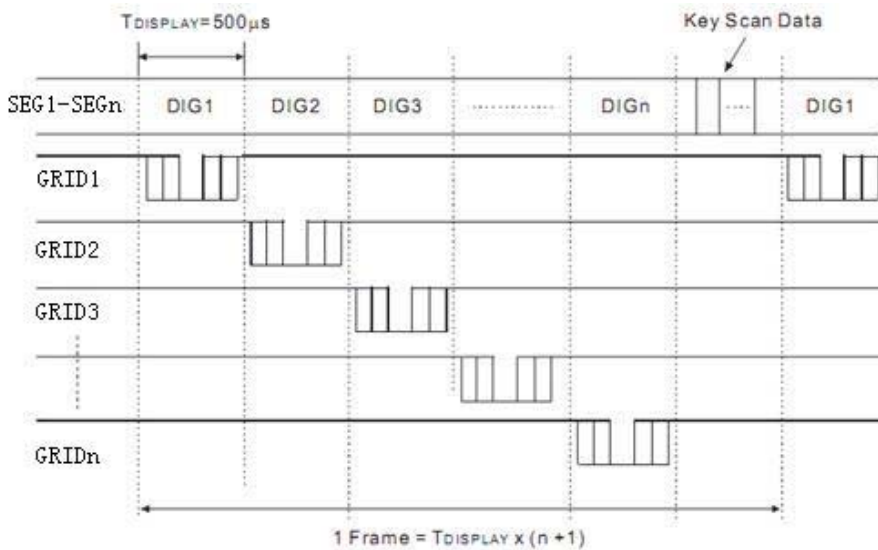 TDISPLAY=500μs
Key Scan Data
SEG1-SEGn DIG1 DIG2 DIG3 ............... DIGn ..... DIG1
GRID1
GRID2
GRID3
GRIDn
1 Frame = TDISPLAY x (n +1)